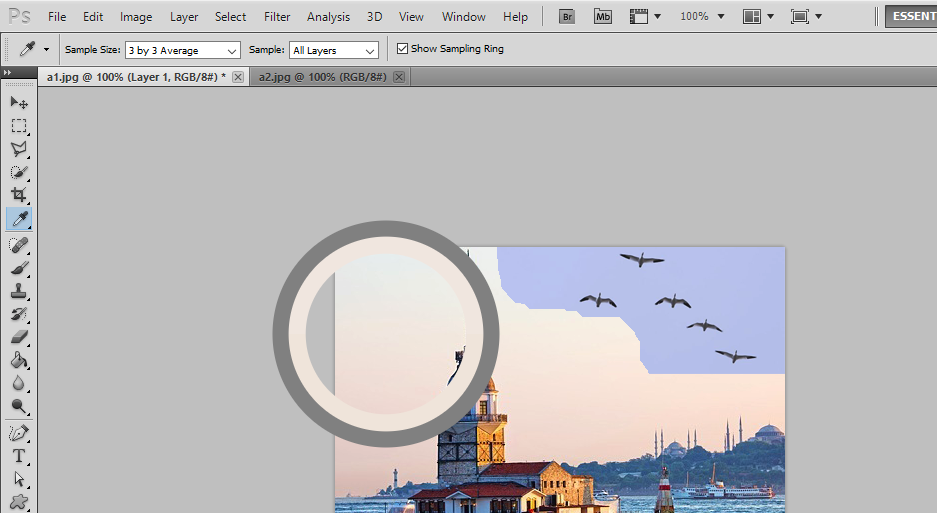 Ps File Edit Image Layer Select Filter Analysis 3D View Window Help Br Mb 100% ESSENT
Sample Size: 3 by 3 Average Sample: All Layers Show Sampling Ring
a1.jpg @ 100% (Layer 1, RGB/8#) * a2.jpg @ 100% (RGB/8#)
T